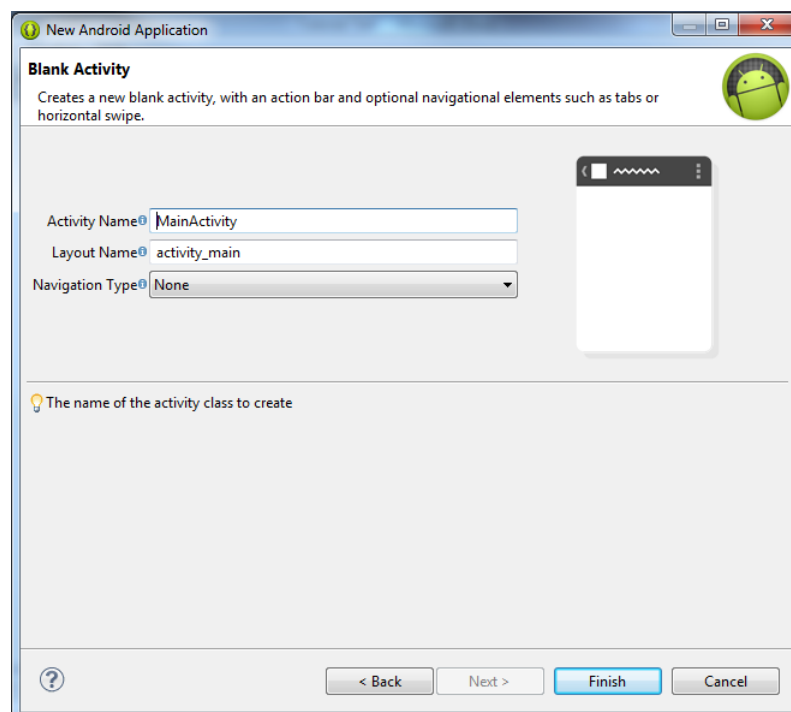 New Android Application
Blank Activity
Creates a new blank activity, with an action bar and optional navigational elements such as tabs or
horizontal swipe.
Activity Name MainActivity
Layout Name activity_main
Navigation Type None
The name of the activity class to create
< Back Next > Finish Cancel